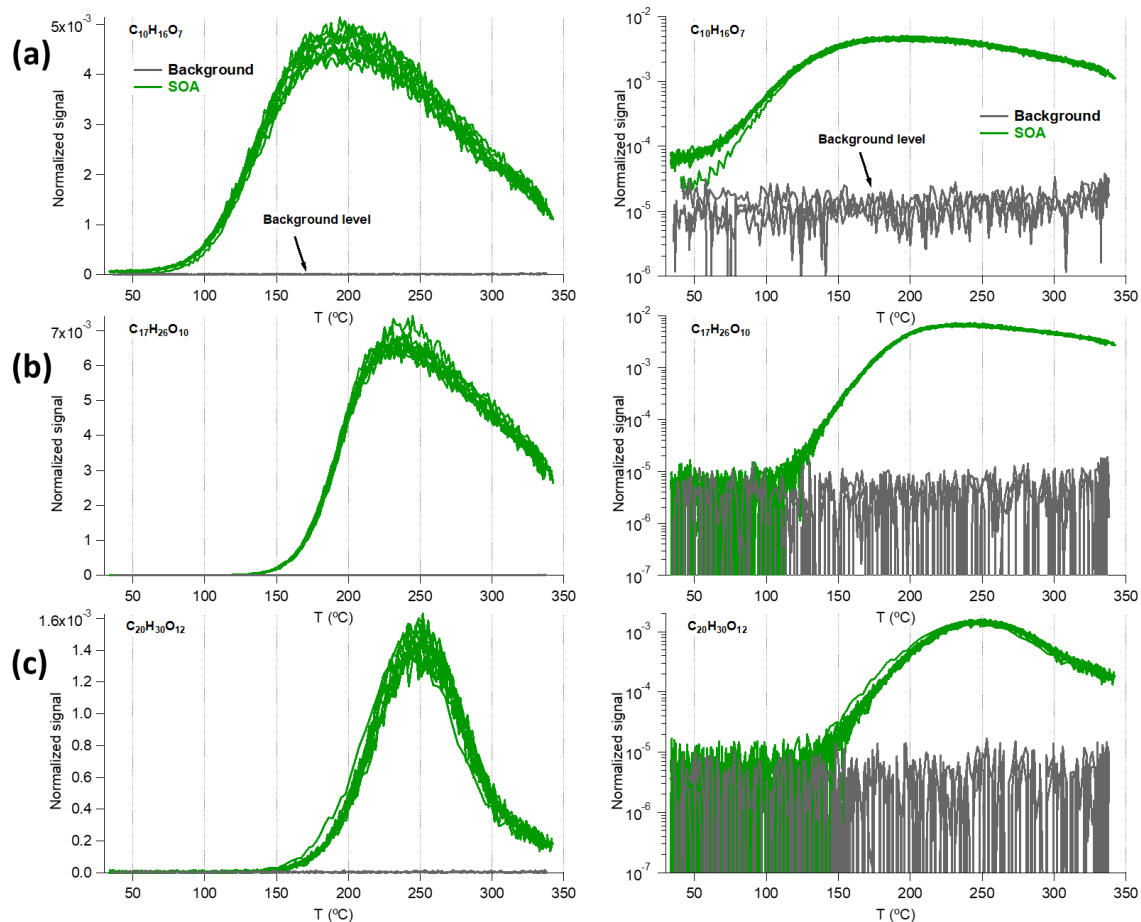 (a)
C10H16O7
Background
SOA
Background level
Normalized signal
5x10-3
4
3
2
1
0
50 100 150 200 250 300 350
T (ºC)
C10H16O7
Background
SOA
Background level
Normalized signal
10-2
10-3
10-4
10-5
10-6
50 100 150 200 250 300 350
T (ºC)
(b)
C17H26O10
Normalized signal
7x10-3
6
5
4
3
2
1
0
50 100 150 200 250 300 350
T (ºC)
C17H26O10
Normalized signal
10-2
10-3
10-4
10-5
10-6
10-7
50 100 150 200 250 300 350
T (ºC)
(c)
C20H30O12
Normalized signal
1.6x10-3
1.4
1.2
1.0
0.8
0.6
0.4
0.2
0.0
50 100 150 200 250 300 350
T (ºC)
C20H30O12
Normalized signal
10-3
10-4
10-5
10-6
10-7
50 100 150 200 250 300 350
T (ºC)